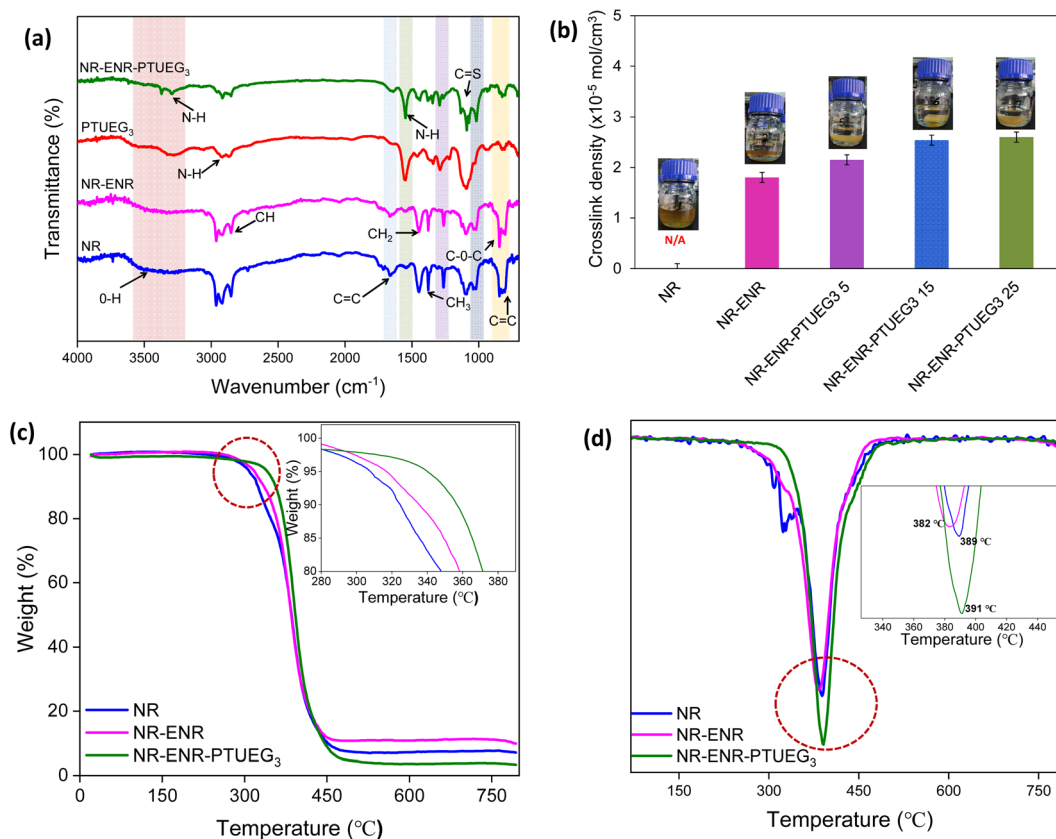 (a)
NR-ENR-PTUEG₃
N-H
C=S
N-H
PTUEG₃
N-H
NR-ENR
CH
CH₂
C-0-C
NR
0-H
C=C
CH₃
C=C
Transmittance (%)
4000 3500 3000 2500 2000 1500 1000
Wavenumber (cm⁻¹)
(b)
Crosslink density (x10⁻⁵ mol/cm³)
5
4
3
2
1
0
N/A
NR
NR-ENR
NR-ENR-PTUEG3 5
NR-ENR-PTUEG3 15
NR-ENR-PTUEG3 25
(c)
Weight (%)
100
80
60
40
20
0
0 150 300 450 600 750
Temperature (℃)
NR
NR-ENR
NR-ENR-PTUEG₃
Weight (%)
100
95
90
85
80
280 300 320 340 360 380
Temperature (℃)
(d)
382 ℃
389 ℃
391 ℃
340 360 380 400 420 440
Temperature (℃)
NR
NR-ENR
NR-ENR-PTUEG₃
150 300 450 600 750
Temperature (℃)